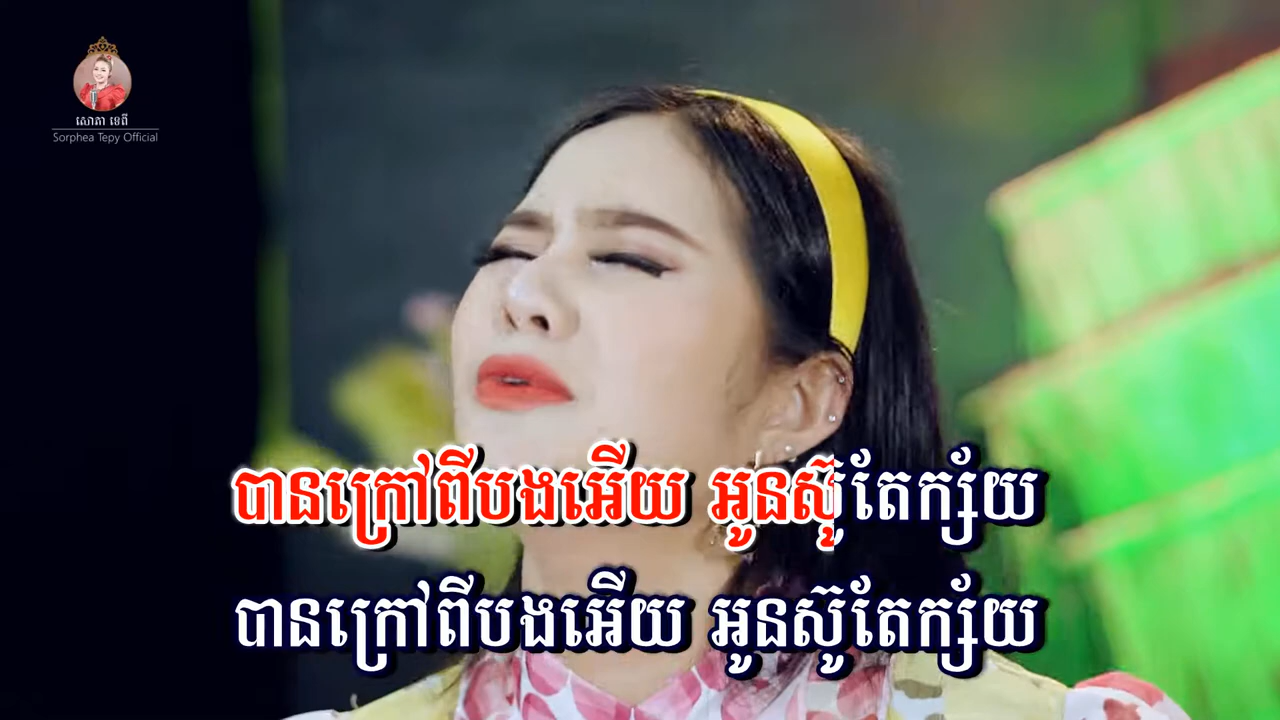 សោភា ទេពី
Sorphea Tepy Official
បានក្រៅពីបងអើយ អូនស៊ូតែក្ស័យ
បានក្រៅពីបងអើយ អូនស៊ូតែក្ស័យ